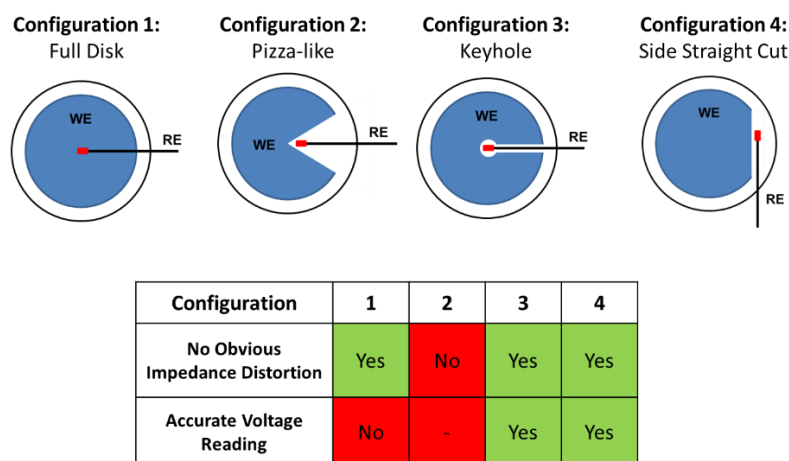 Configuration 1:
Full Disk
WE
RE
Configuration 2:
Pizza-like
WE
RE
Configuration 3:
Keyhole
WE
RE
Configuration 4:
Side Straight Cut
WE
RE
Configuration 1 2 3 4
No Obvious
Impedance Distortion
Yes No Yes Yes
Accurate Voltage
Reading
No - Yes Yes